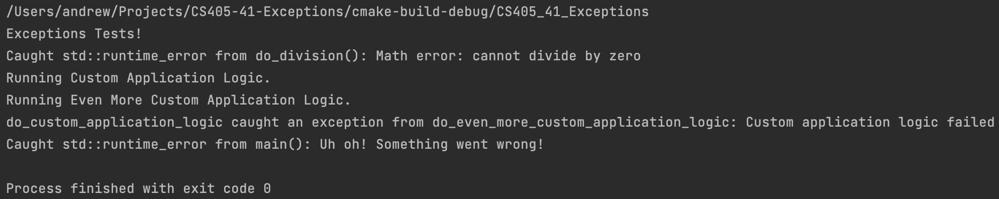 /Users/andrew/Projects/CS405-41-Exceptions/cmake-build-debug/CS405_41_Exceptions
Exceptions Tests!
Caught std::runtime_error from do_division(): Math error: cannot divide by zero
Running Custom Application Logic.
Running Even More Custom Application Logic.
do_custom_application_logic caught an exception from do_even_more_custom_application_logic: Custom application logic failed
Caught std::runtime_error from main(): Uh oh! Something went wrong!
Process finished with exit code 0